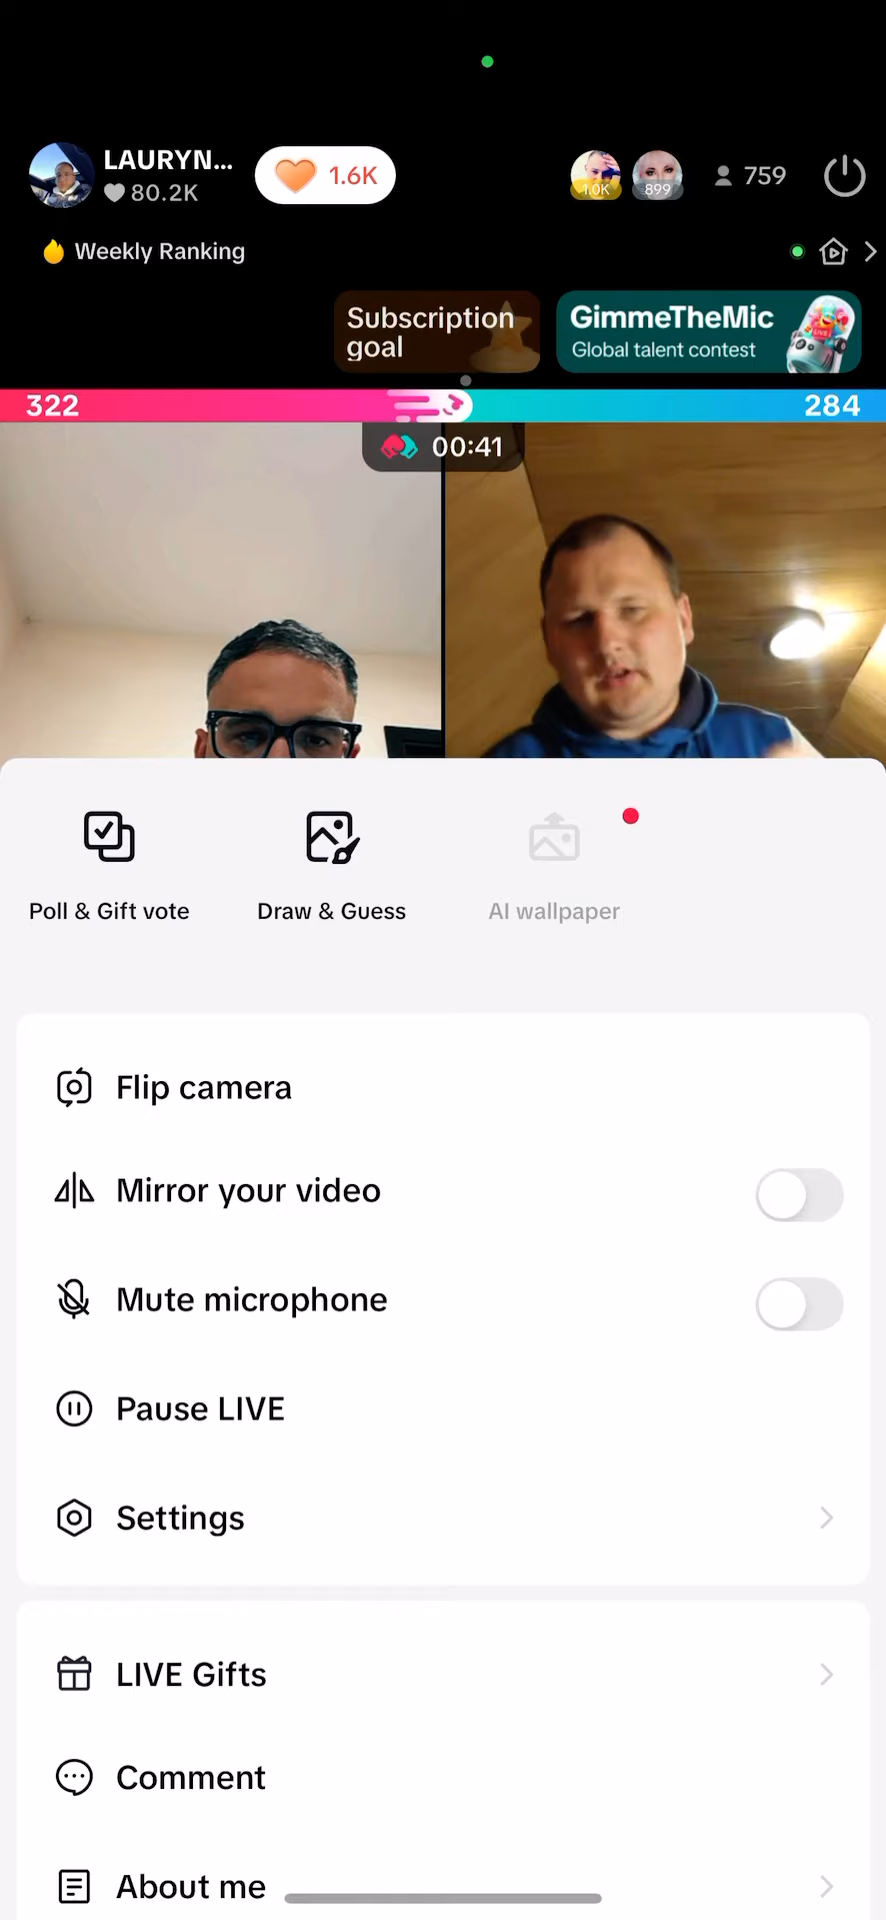 LAURYN...
80.2K
1.6K
1.0K
899
759
Weekly Ranking
Subscription
goal
GimmeTheMic
Global talent contest
LIVE
322
284
00:41
Poll & Gift vote
Draw & Guess
AI wallpaper
Flip camera
Mirror your video
Mute microphone
Pause LIVE
Settings
LIVE Gifts
Comment
About me